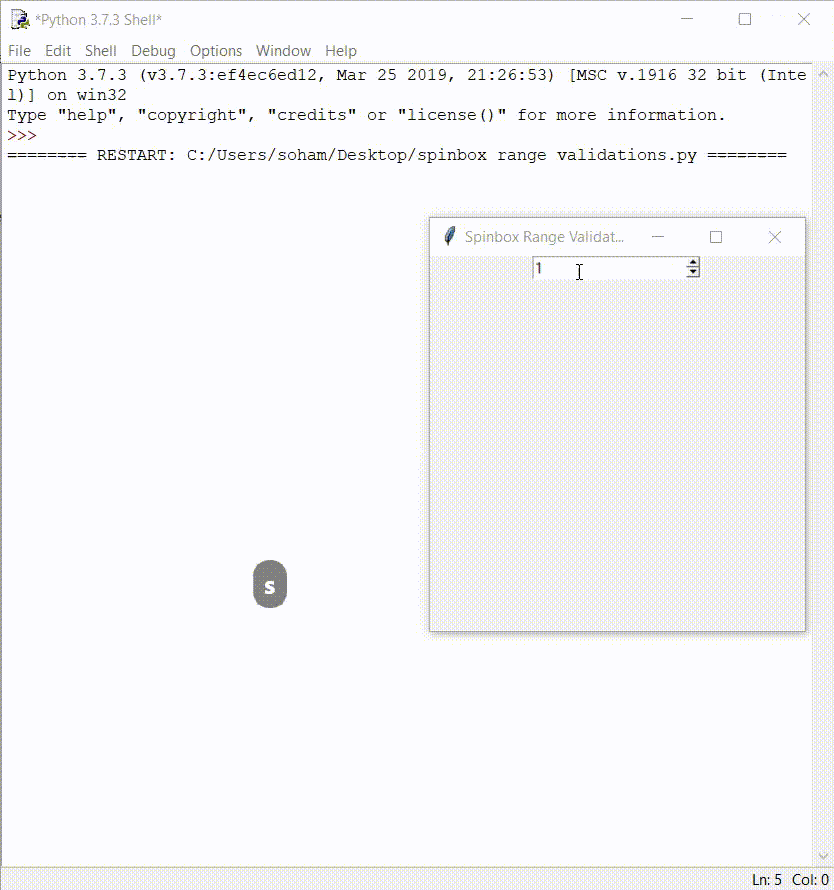 *Python 3.7.3 Shell*
File Edit Shell Debug Options Window Help
Python 3.7.3 (v3.7.3:ef4ec6ed12, Mar 25 2019, 21:26:53) [MSC v.1916 32 bit (Inte
l)] on win32
Type "help", "copyright", "credits" or "license()" for more information.
>>>
======== RESTART: C:/Users/soham/Desktop/spinbox range validations.py ========
Spinbox Range Validat...
1
s
Ln: 5 Col: 0